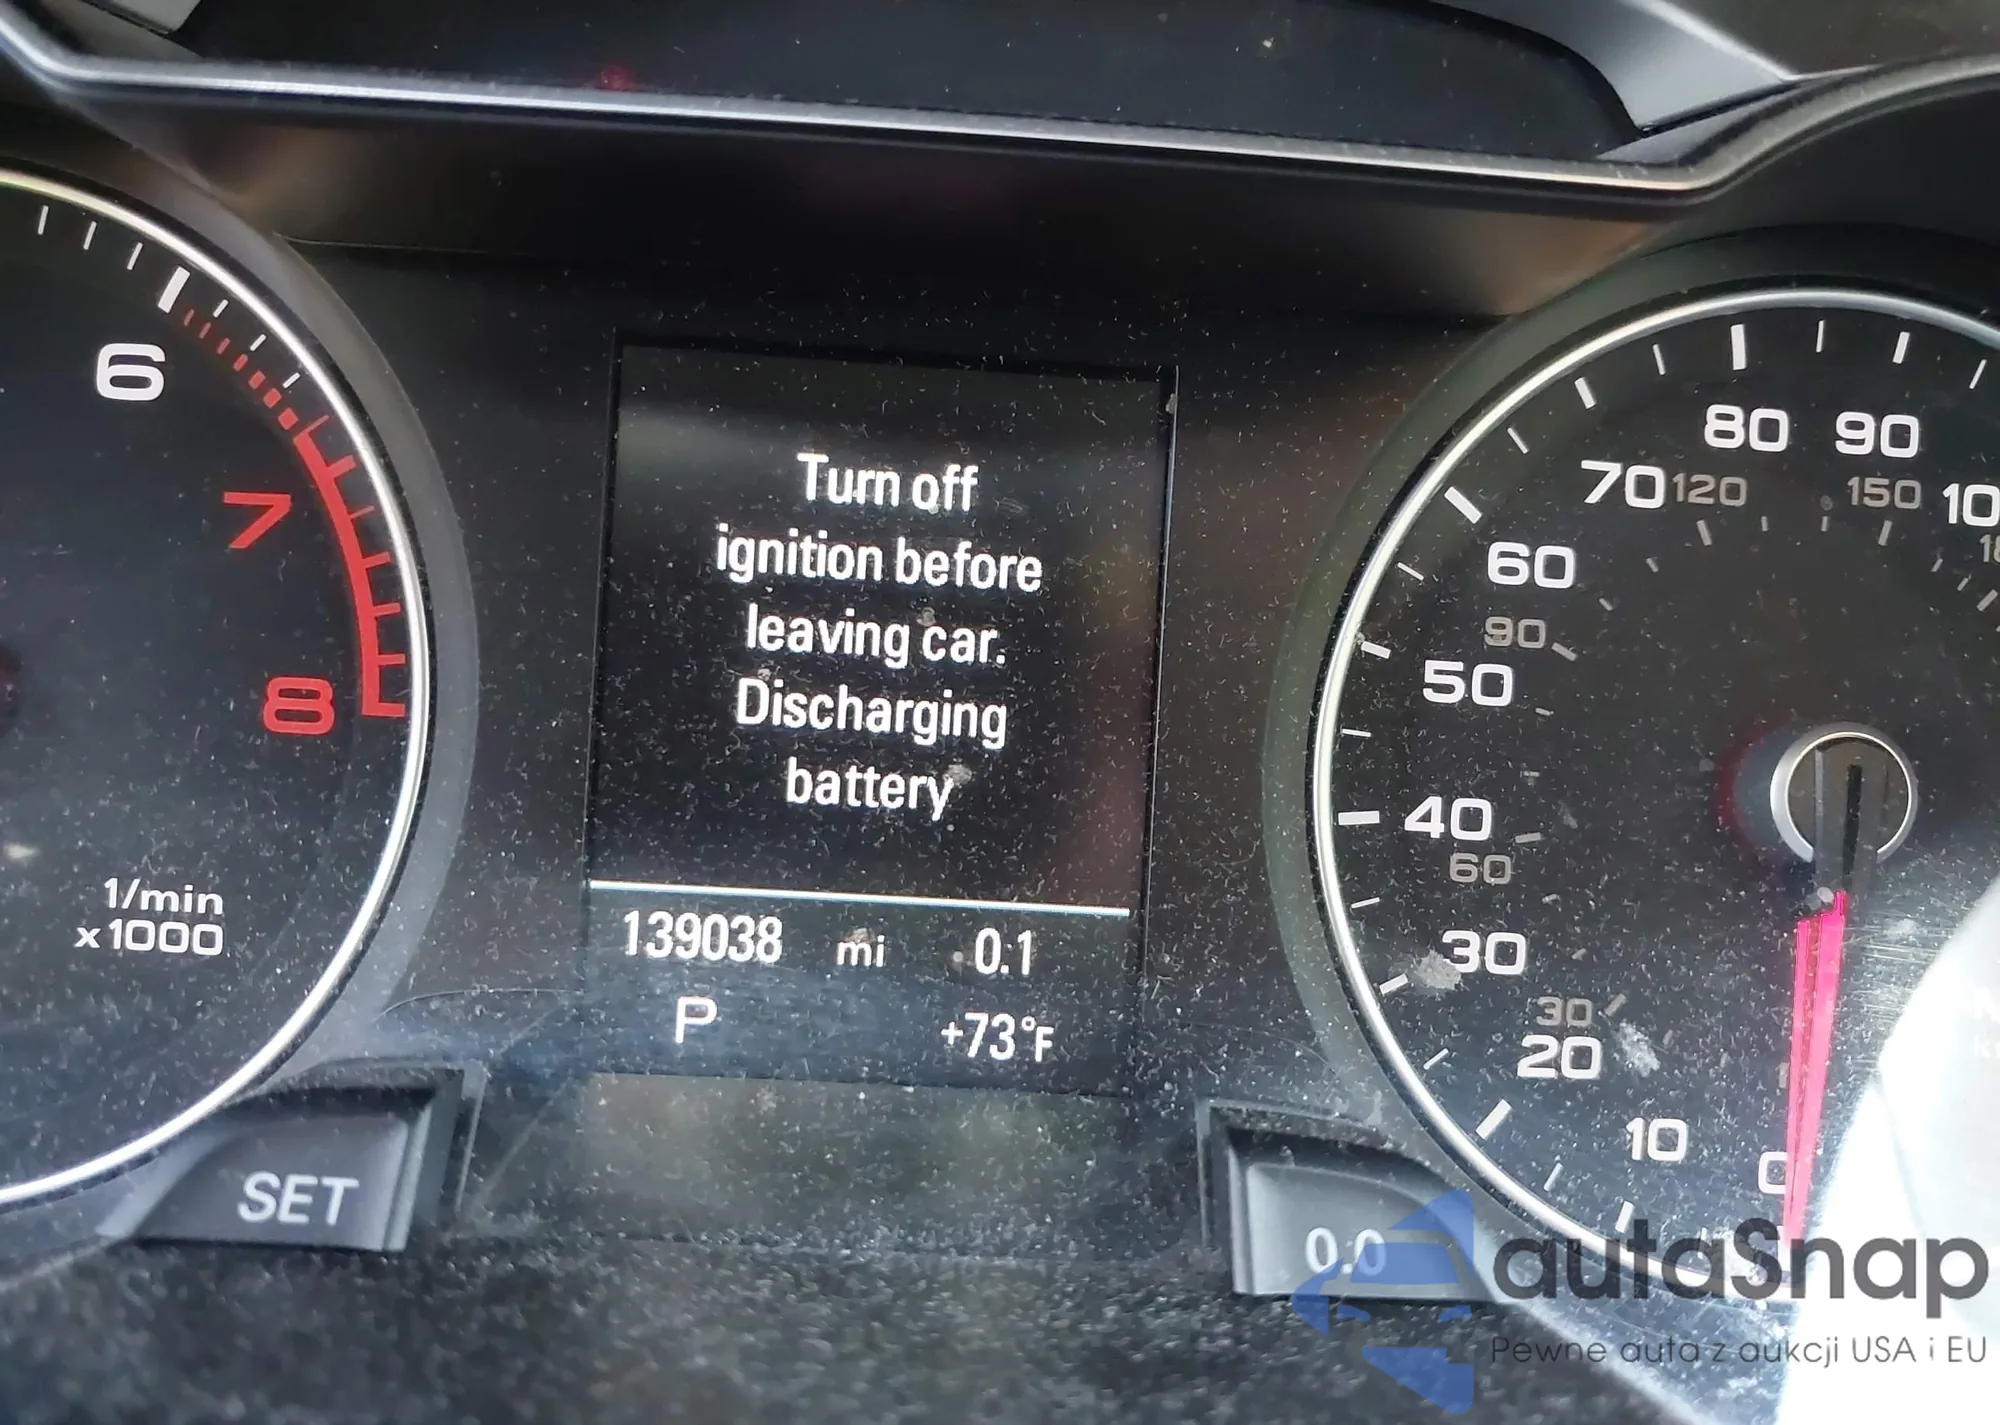 6
7
8
1/min
x1000
SET
Turn off
ignition before
leaving car.
Discharging
battery
139038 mi 0.1
P +73°F
80 90
70 120 150 10
60
90
50
40
60
30
30
20
10
0
0.0
autaSnap
Pewne auta z aukcji USA i EU